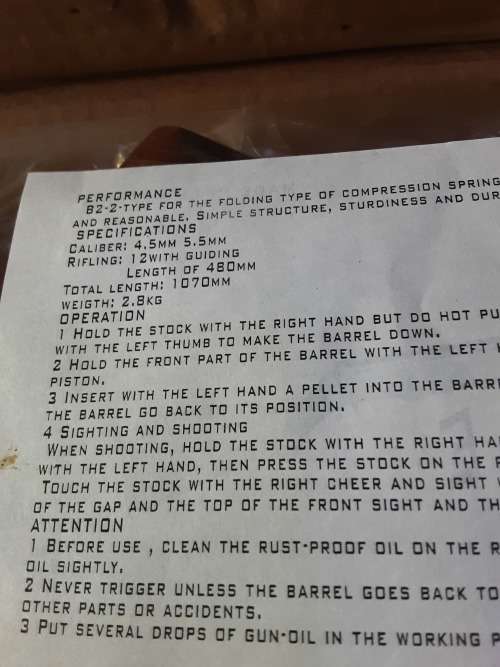 PERFORMANCE
B2-2-TYPE FOR THE FOLDING TYPE OF COMPRESSION SPRING
AND REASONABLE. SIMPLE STRUCTURE, STURDINESS AND DUR
SPECIFICATIONS
CALIBER: 4.5MM 5.5MM
RIFLING: 12WITH GUIDING
LENGTH OF 480MM
TOTAL LENGTH: 1070MM
WEIGTH: 2.8KG
OPERATION
1 HOLD THE STOCK WITH THE RIGHT HAND BUT DO HOT PU
WITH THE LEFT THUMB TO MAKE THE BARREL DOWN.
2 HOLD THE FRONT PART OF THE BARREL WITH THE LEFT
PISTON.
3 INSERT WITH THE LEFT HAND A PELLET INTO THE BARR
THE BARREL GO BACK TO ITS POSITION.
4 SIGHTING AND SHOOTING
WHEN SHOOTING, HOLD THE STOCK WITH THE RIGHT HA
WITH THE LEFT HAND, THEN PRESS THE STOCK ON THE
TOUCH THE STOCK WITH THE RIGHT CHEER AND SIGHT
OF THE GAP AND THE TOP OF THE FRONT SIGHT AND TH
ATTENTION
1 BEFORE USE , CLEAN THE RUST-PROOF OIL ON THE
OIL SIGHTLY.
2 NEVER TRIGGER UNLESS THE BARREL GOES BACK TO
OTHER PARTS OR ACCIDENTS.
3 PUT SEVERAL DROPS OF GUN-OIL IN THE WORKING P